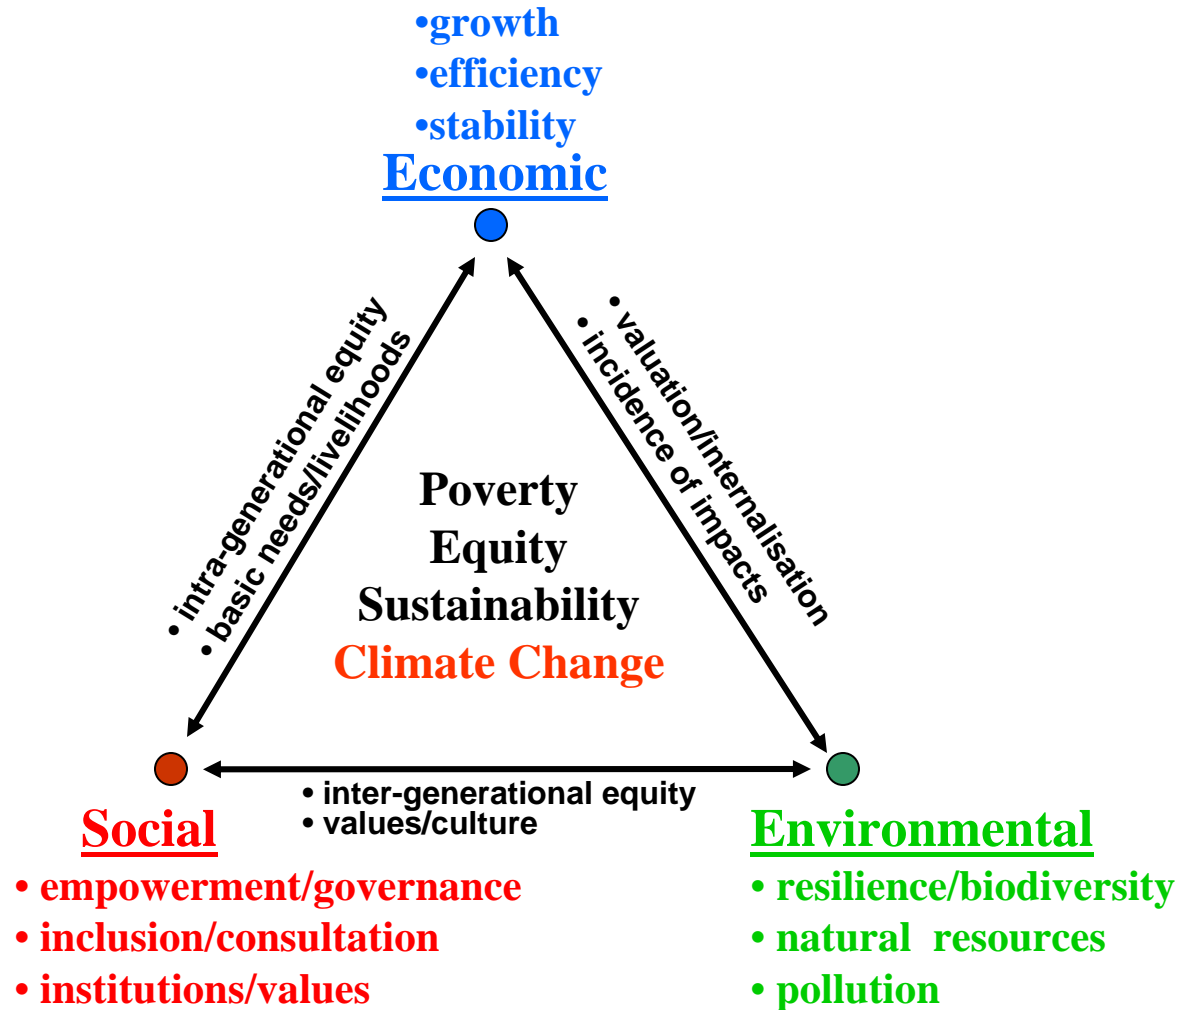 •growth
•efficiency
•stability
Economic
• intra-generational equity
• basic needs/livelihoods
• valuation/internalisation
• incidence of impacts
Poverty
Equity
Sustainability
Climate Change
• inter-generational equity
• values/culture
Social
• empowerment/governance
• inclusion/consultation
• institutions/values
Environmental
• resilience/biodiversity
• natural resources
• pollution